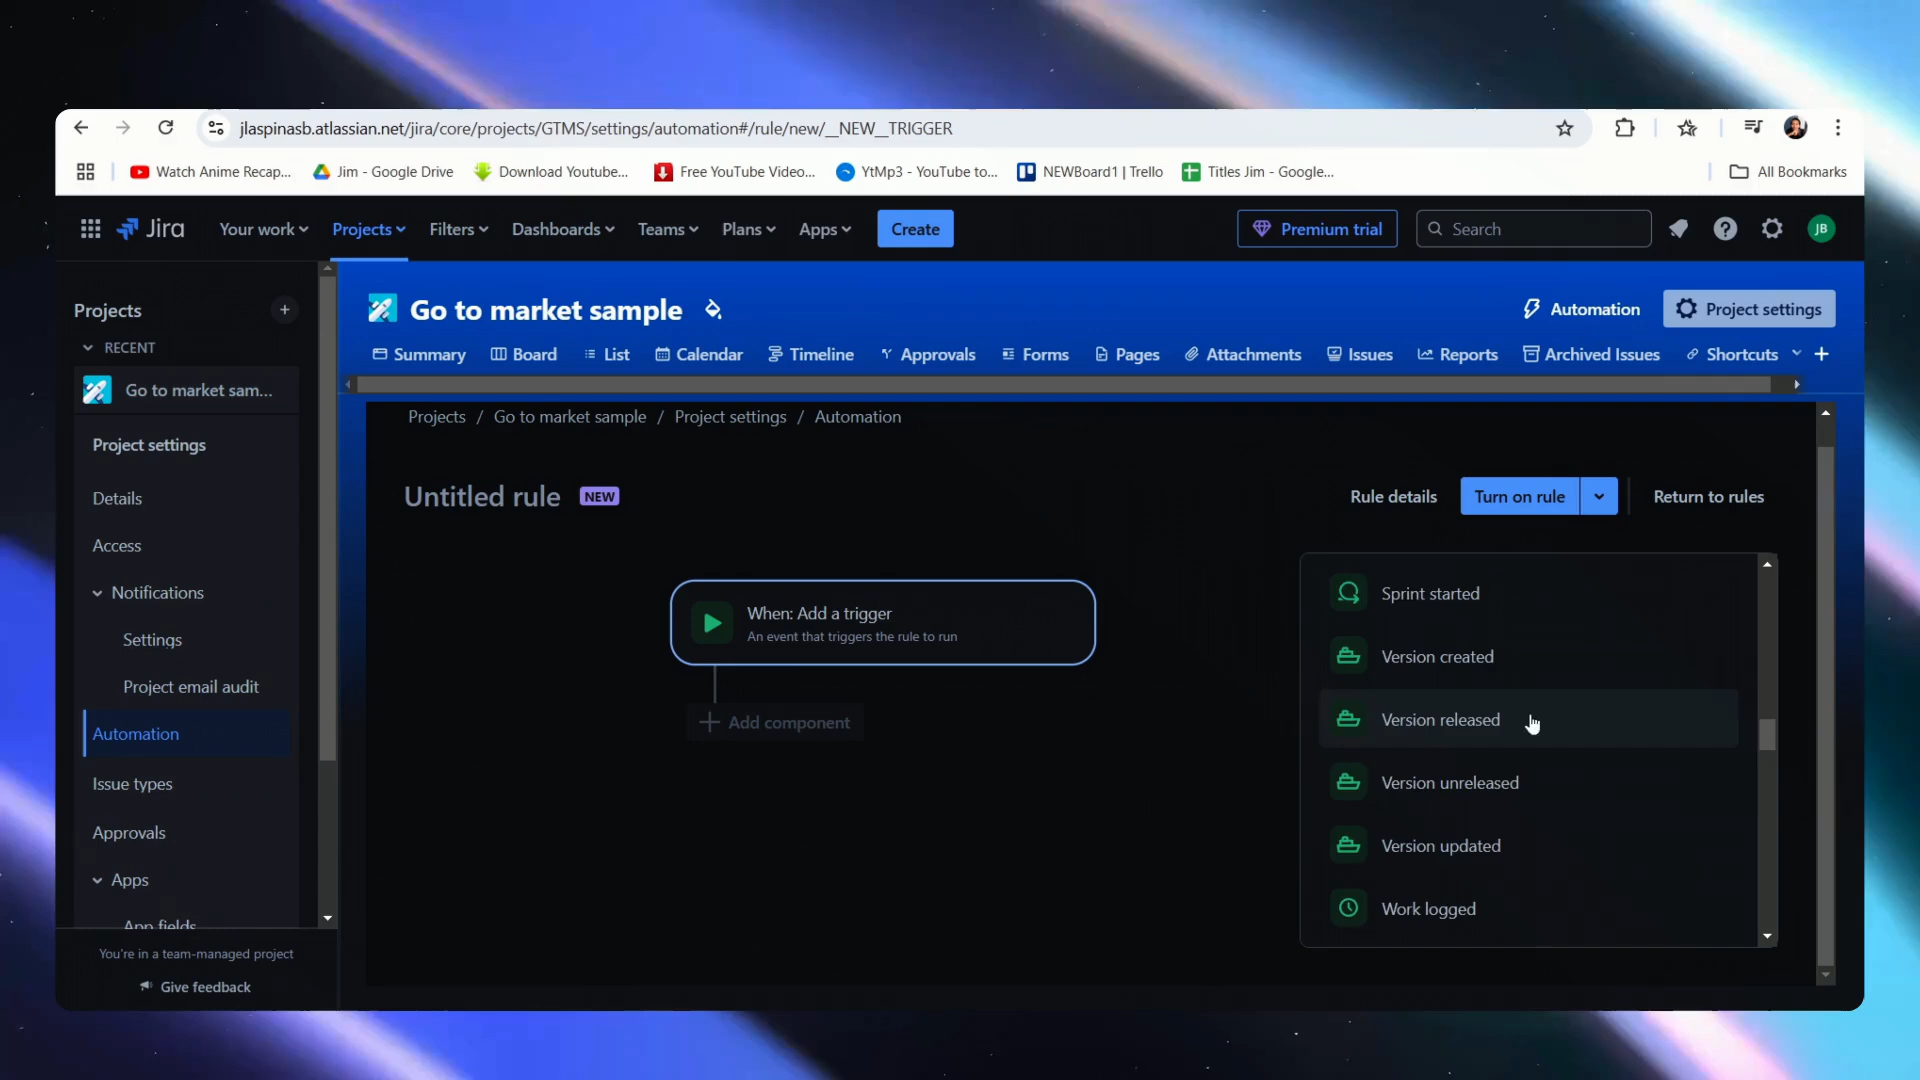 jlaspinasb.atlassian.net/jira/core/projects/GTMS/settings/automation#/rule/new/__NEW__TRIGGER
Watch Anime Recap...
Jim - Google Drive
Download Youtube...
Free YouTube Video...
YtMp3 - YouTube to...
NEWBoard1 | Trello
Titles Jim - Google...
All Bookmarks
Jira
Your work
Projects
Filters
Dashboards
Teams
Plans
Apps
Create
Premium trial
Search
JB
Projects
RECENT
Go to market sam...
Project settings
Details
Access
Notifications
Settings
Project email audit
Automation
Issue types
Approvals
Apps
App fields
You're in a team-managed project
Give feedback
Go to market sample
Automation
Project settings
Summary
Board
List
Calendar
Timeline
Approvals
Forms
Pages
Attachments
Issues
Reports
Archived Issues
Shortcuts
Projects / Go to market sample / Project settings / Automation
Untitled rule NEW
Rule details
Turn on rule
Return to rules
When: Add a trigger
An event that triggers the rule to run
Add component
Sprint started
Version created
Version released
Version unreleased
Version updated
Work logged